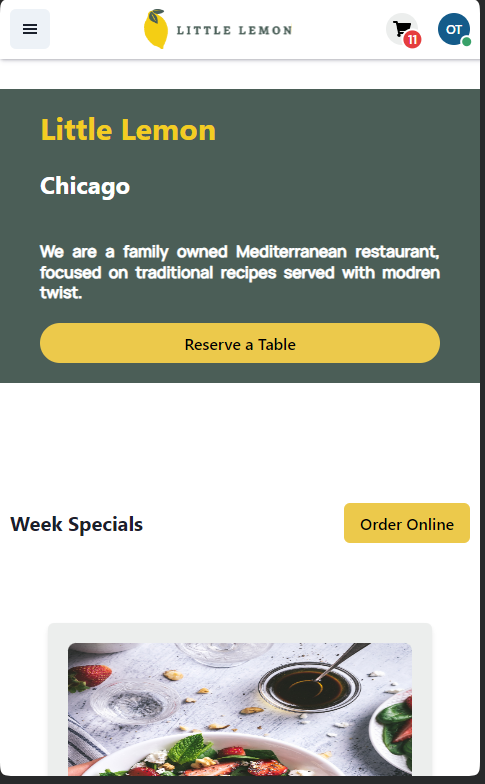 LITTLE LEMON
11
OT
Little Lemon
Chicago
We are a family owned Mediterranean restaurant,
focused on traditional recipes served with modren
twist.
Reserve a Table
Week Specials
Order Online